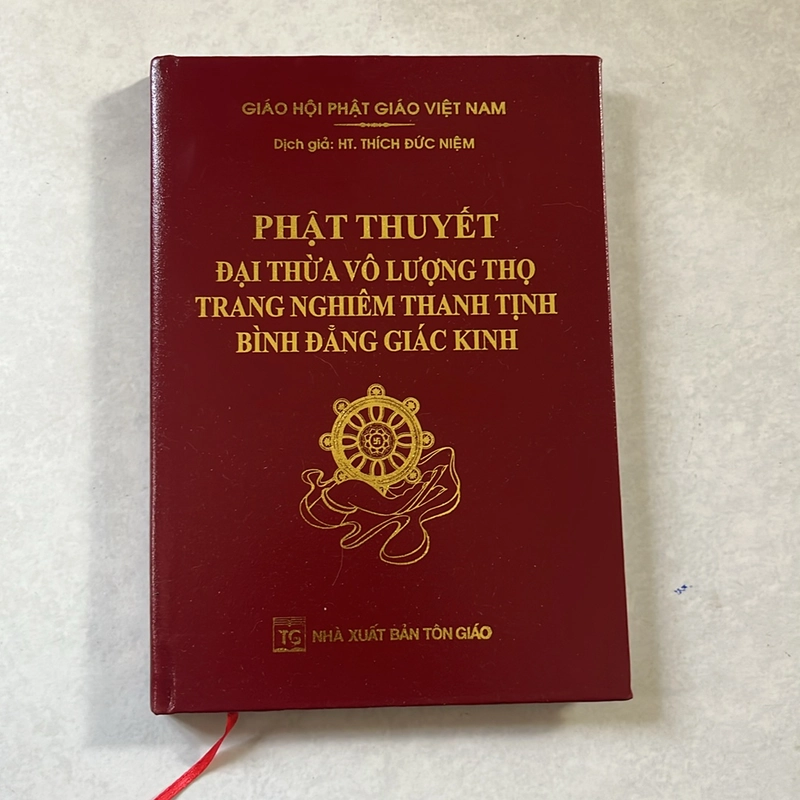 GIÁO HỘI PHẬT GIÁO VIỆT NAM
Dịch giả: HT. THÍCH ĐỨC NIỆM
PHẬT THUYẾT
ĐẠI THỪA VÔ LƯỢNG THỌ
TRANG NGHIÊM THANH TỊNH
BÌNH ĐẲNG GIÁC KINH
TG NHÀ XUẤT BẢN TÔN GIÁO